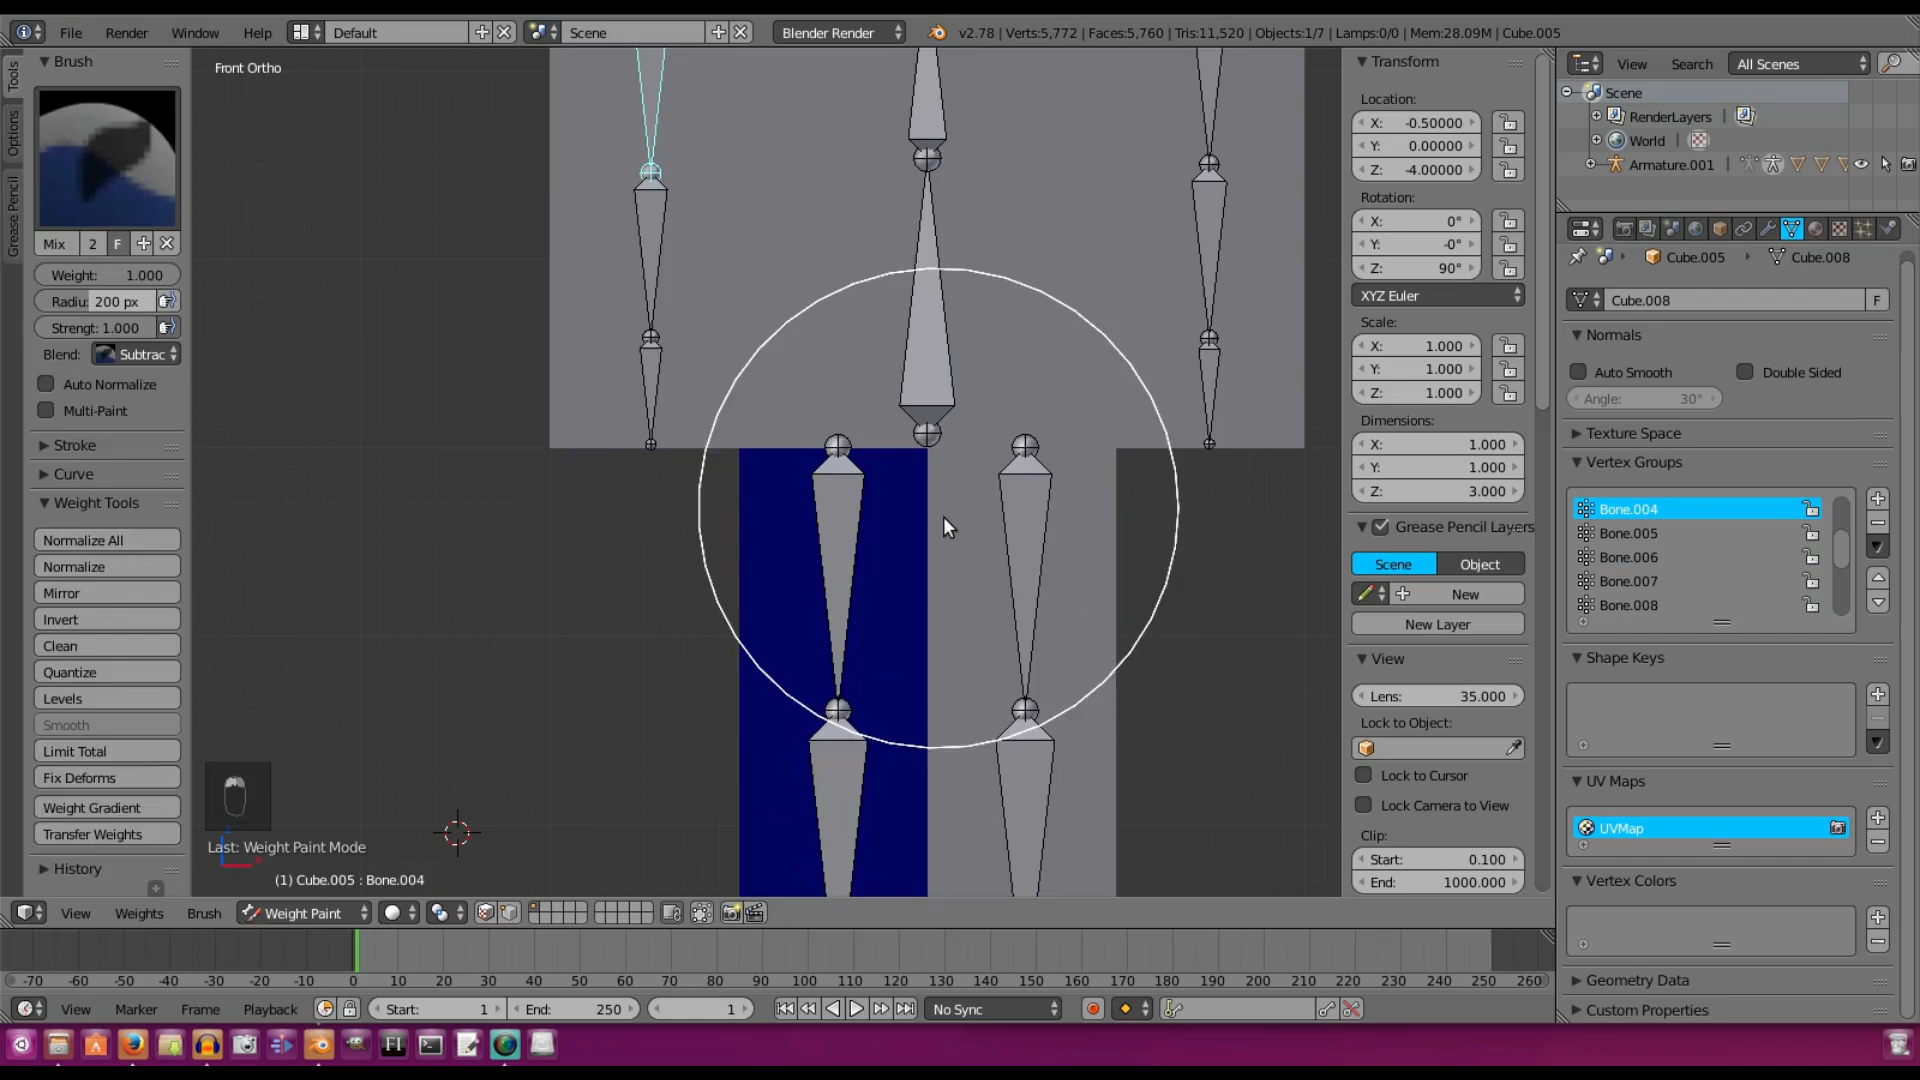 File Render Window Help Default Scene Blender Render v2.78 | Verts:5,772 | Faces:5,760 | Tris:11,520 | Objects:1/7 | Lamps:0/0 | Mem:28.09M | Cube.005
Tools
Options
Grease Pencil
Brush
Mix 2 F
Weight: 1.000
Radiu: 200 px
Strengt: 1.000
Blend: Subtrac
Auto Normalize
Multi-Paint
Stroke
Curve
Weight Tools
Normalize All
Normalize
Mirror
Invert
Clean
Quantize
Levels
Smooth
Limit Total
Fix Deforms
Weight Gradient
Transfer Weights
History
Front Ortho
Last: Weight Paint Mode
(1) Cube.005 : Bone.004
Transform
Location:
X: -0.50000
Y: 0.00000
Z: -4.00000
Rotation:
X: 0°
Y: -0°
Z: 90°
XYZ Euler
Scale:
X: 1.000
Y: 1.000
Z: 1.000
Dimensions:
X: 1.000
Y: 1.000
Z: 3.000
Grease Pencil Layers
Scene Object
New
New Layer
View
Lens: 35.000
Lock to Object:
Lock to Cursor
Lock Camera to View
Clip:
Start: 0.100
End: 1000.000
View Search All Scenes
Scene
RenderLayers |
World |
Armature.001 |
Cube.005 Cube.008
Cube.008 F
Normals
Auto Smooth Double Sided
Angle: 30°
Texture Space
Vertex Groups
Bone.004
Bone.005
Bone.006
Bone.007
Bone.008
Shape Keys
UV Maps
UVMap
Vertex Colors
Geometry Data
Custom Properties
View Weights Brush Weight Paint
-70 -60 -50 -40 -30 -20 -10 0 10 20 30 40 50 60 70 80 90 100 110 120 130 140 150 160 170 180 190 200 210 220 230 240 250 260
View Marker Frame Playback Start: 1 End: 250 1 No Sync